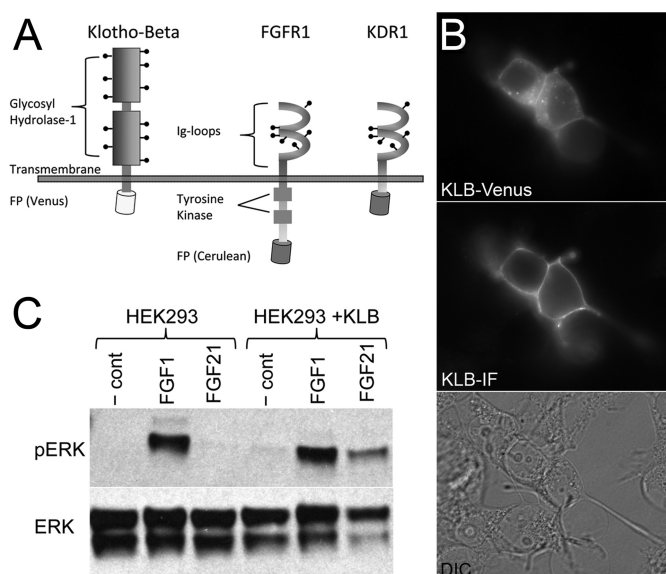 A
Klotho-Beta
FGFR1
KDR1
Glycosyl
Hydrolase-1
Ig-loops
Transmembrane
FP (Venus)
Tyrosine
Kinase
FP (Cerulean)
B
KLB-Venus
KLB-IF
DIC
C
HEK293
HEK293 +KLB
– cont
FGF1
FGF21
– cont
FGF1
FGF21
pERK
ERK